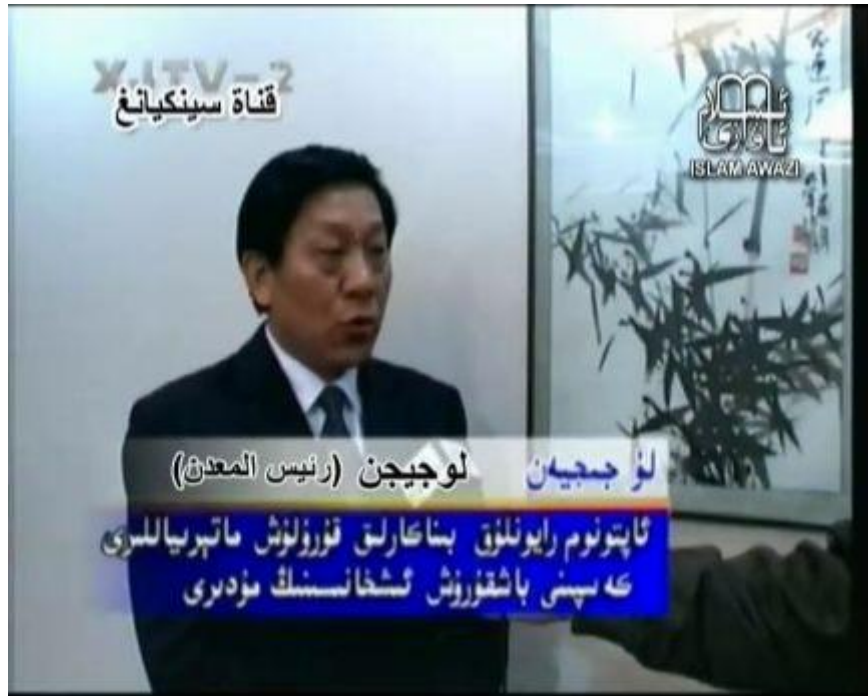 XJTV-2
قناة سينكيانغ
ئىسلام ئاۋازى
ISLAM AWAZI
لۇ جىجيەن لوجيجن (رئيس المعدن)
ئاپتونوم رايونلۇق بىناكارلىق قۇرۇلۇش ماتېرىياللىرى
كەسپىنى باشقۇرۇش ئىشخانىسىنىڭ مۇدىرى